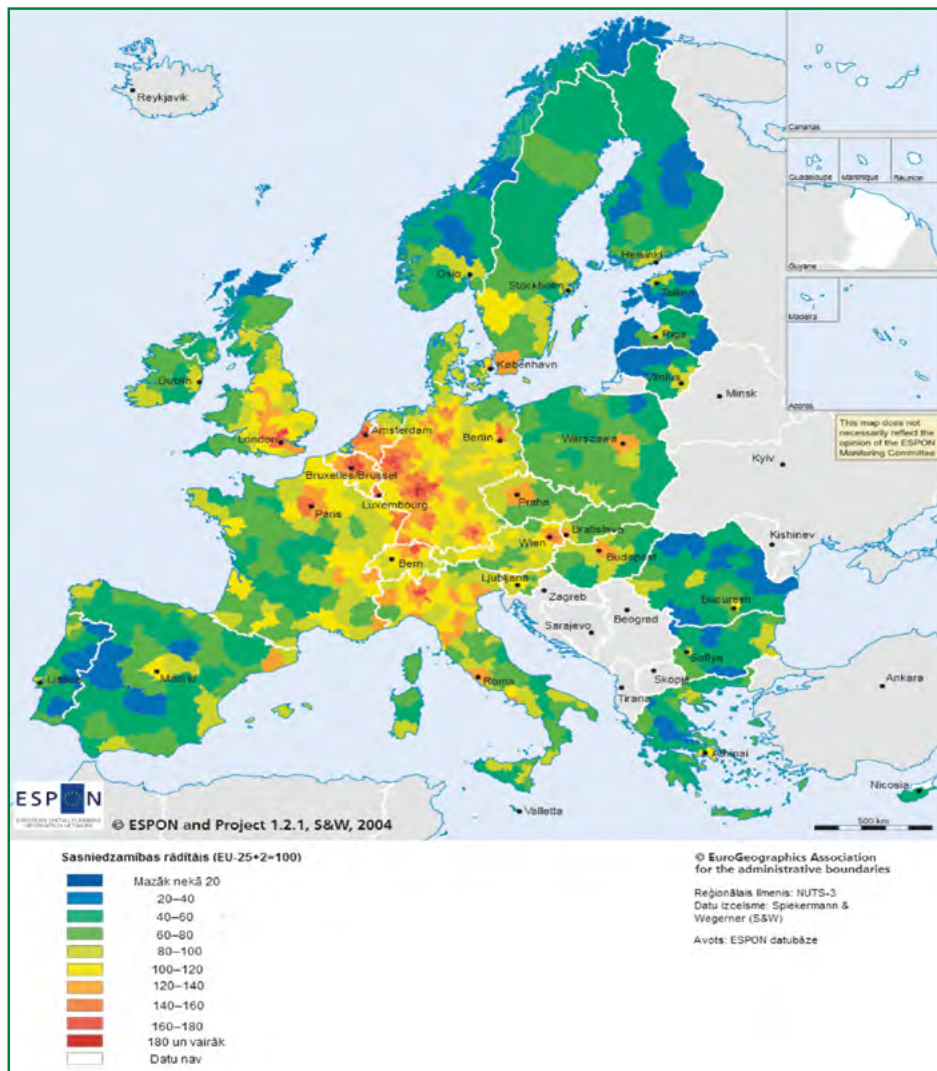 Reykjavik
Canarias
Guadeloupe
Martinique
Réunion
Guyane
Helsinki
Oslo
Tallinn
Stockholm
Madeira
Riga
København
Dublin
Vilnius
Minsk
Açores
This map does not
necessarily reflect the
opinion of the ESPON
Monitoring Committee
London
Amsterdam
Berlin
Warszawa
Kyiv
Bruxelles/Brussel
Luxembourg
Praha
Paris
Bratislava
Wien
Kishinev
Budapest
Bern
Ljubljana
Zagreb
Bucuresti
Beograd
Sarajevo
Sofiya
Lisboa
Madrid
Roma
Skopje
Tirana
Ankara
Athinai
Nicosia
Valletta
ESPON
© ESPON and Project 1.2.1, S&W, 2004
500 km
Sasniedzamības rādītājs (EU-25+2=100)
Mazāk nekā 20
20–40
40–60
60–80
80–100
100–120
120–140
140–160
160–180
180 un vairāk
Datu nav
© EuroGeographics Association
for the administrative boundaries
Reģionālais līmenis: NUTS-3
Datu izcelsme: Spiekermann &
Wegerner (S&W)
Avots: ESPON datubāze